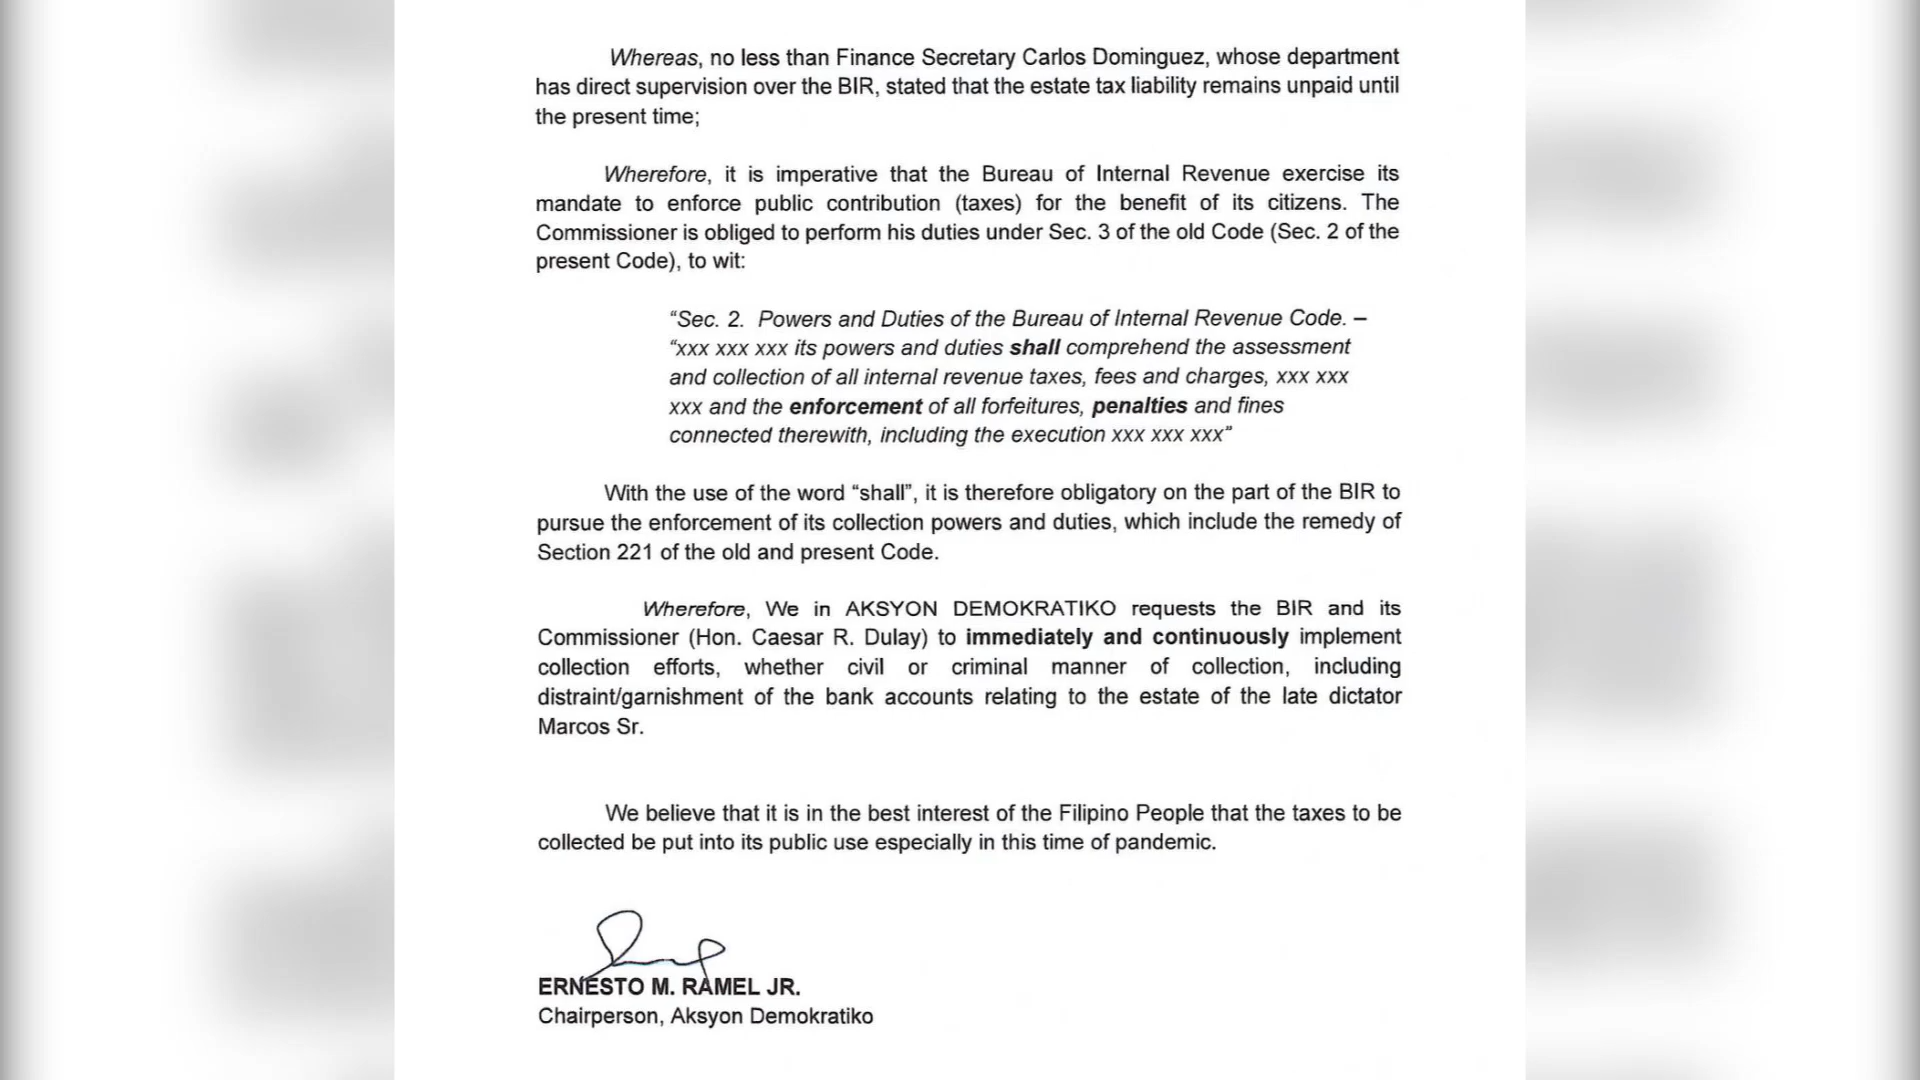 Whereas, no less than Finance Secretary Carlos Dominguez, whose department
has direct supervision over the BIR, stated that the estate tax liability remains unpaid until
the present time;
Wherefore, it is imperative that the Bureau of Internal Revenue exercise its
mandate to enforce public contribution (taxes) for the benefit of its citizens. The
Commissioner is obliged to perform his duties under Sec. 3 of the old Code (Sec. 2 of the
present Code), to wit:
“Sec. 2. Powers and Duties of the Bureau of Internal Revenue Code. –
“xxx xxx xxx its powers and duties shall comprehend the assessment
and collection of all internal revenue taxes, fees and charges, xxx xxx
xxx and the enforcement of all forfeitures, penalties and fines
connected therewith, including the execution xxx xxx xxx”
With the use of the word “shall”, it is therefore obligatory on the part of the BIR to
pursue the enforcement of its collection powers and duties, which include the remedy of
Section 221 of the old and present Code.
Wherefore, We in AKSYON DEMOKRATIKO requests the BIR and its
Commissioner (Hon. Caesar R. Dulay) to immediately and continuously implement
collection efforts, whether civil or criminal manner of collection, including
distraint/garnishment of the bank accounts relating to the estate of the late dictator
Marcos Sr.
We believe that it is in the best interest of the Filipino People that the taxes to be
collected be put into its public use especially in this time of pandemic.
ERNESTO M. RAMEL JR.
Chairperson, Aksyon Demokratiko